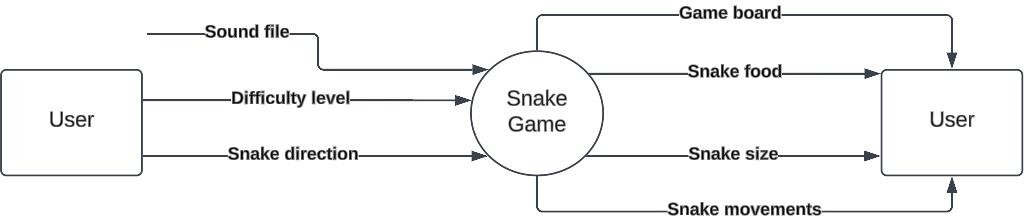 Game board
Sound file
Snake food
Difficulty level
Snake
Game
User
User
Snake direction
Snake size
Snake movements